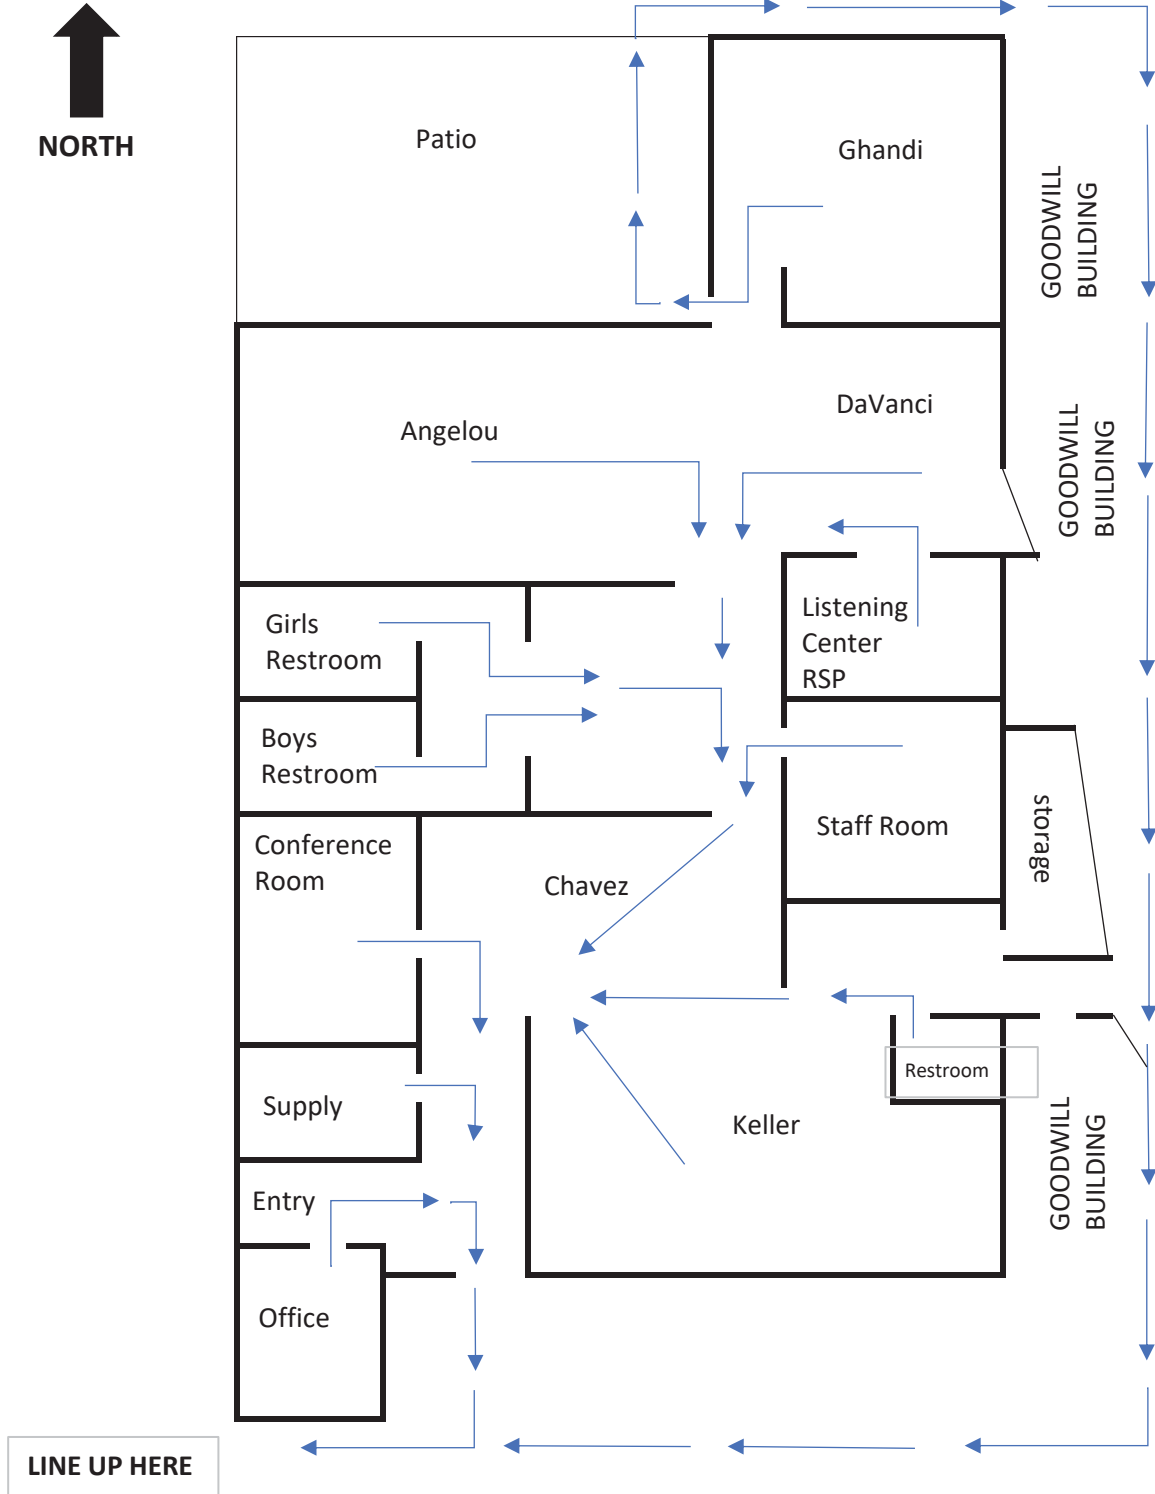 NORTH
Patio
Ghandi
GOODWILL
BUILDING
DaVanci
Angelou
GOODWILL
BUILDING
Girls
Restroom
Listening
Center
RSP
Boys
Restroom
Staff Room
storage
Conference
Room
Chavez
Restroom
Supply
Keller
GOODWILL
BUILDING
Entry
Office
LINE UP HERE